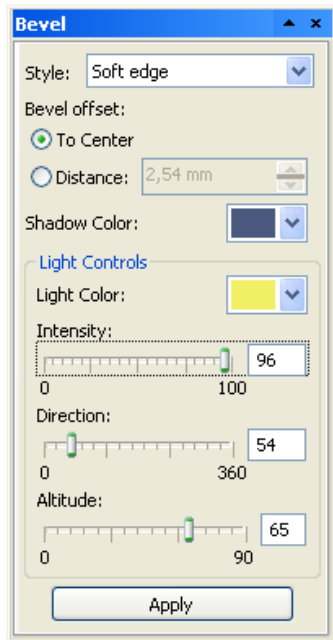 Bevel
Style: Soft edge
Bevel offset:
To Center
Distance: 2,54 mm
Shadow Color:
Light Controls
Light Color:
Intensity:
96
0 100
Direction:
54
0 360
Altitude:
65
0 90
Apply